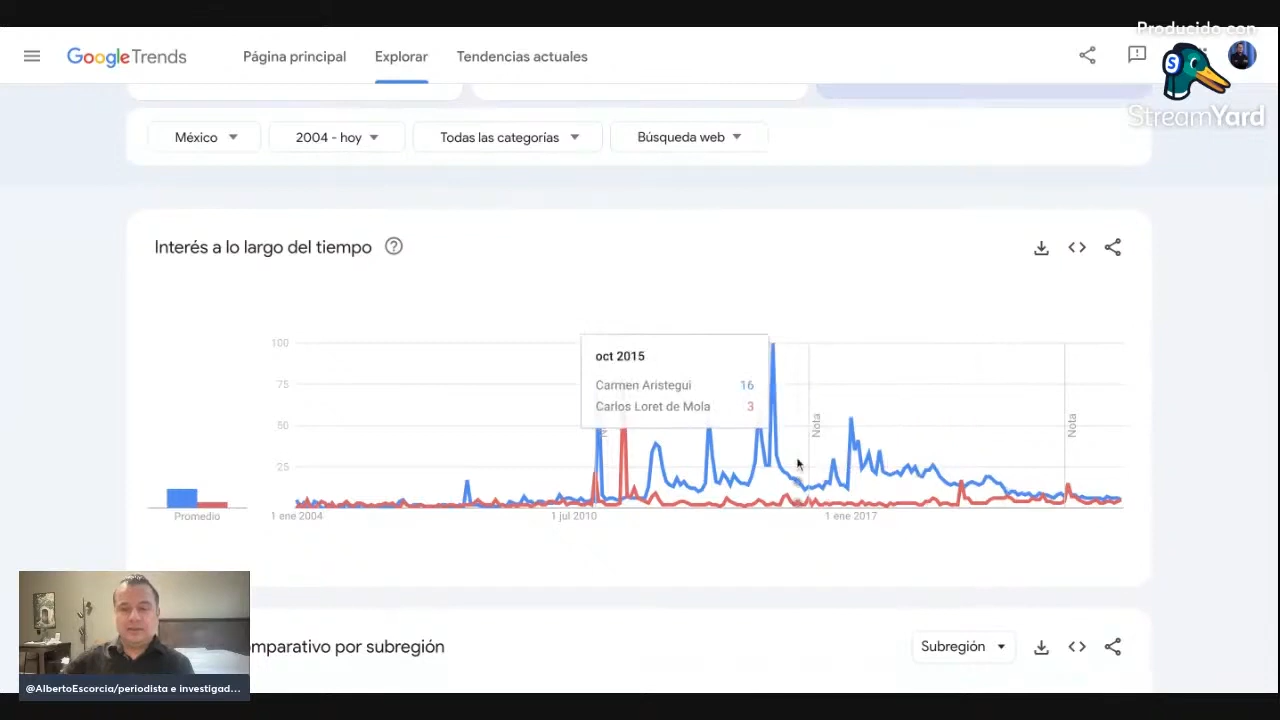 Producido con
StreamYard
GoogleTrends
Página principal
Explorar
Tendencias actuales
México
2004 - hoy
Todas las categorías
Búsqueda web
Interés a lo largo del tiempo
100
75
50
25
oct 2015
Carmen Aristegui 16
Carlos Loret de Mola 3
Nota
Nota
Promedio
1 ene 2004
1 jul 2010
1 ene 2017
mparativo por subregión
Subregión
@AlbertoEscorcia/periodista e investigad...